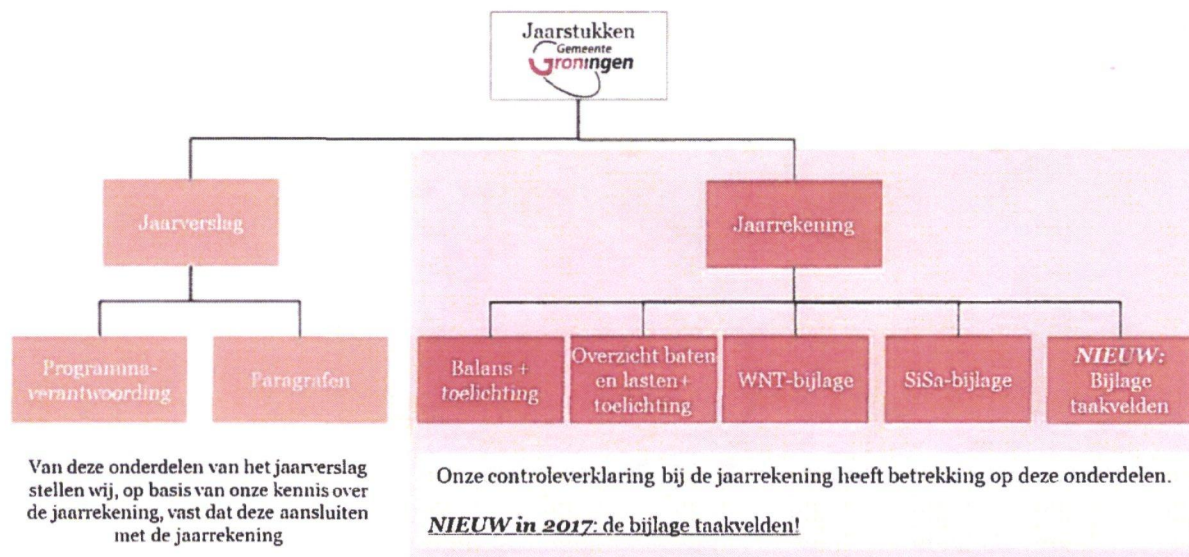 Jaarstukken
Gemeente
Groningen
Jaarverslag
Jaarrekening
Programma-
verantwoording
Paragrafen
Balans +
toelichting
Overzicht baten
en lasten +
toelichting
WNT-bijlage
SiSa-bijlage
NIEUW:
Bijlage
taakvelden
Van deze onderdelen van het jaarverslag
stellen wij, op basis van onze kennis over
de jaarrekening, vast dat deze aansluiten
met de jaarrekening
Onze controleverklaring bij de jaarrekening heeft betrekking op deze onderdelen.
NIEUW in 2017: de bijlage taakvelden!